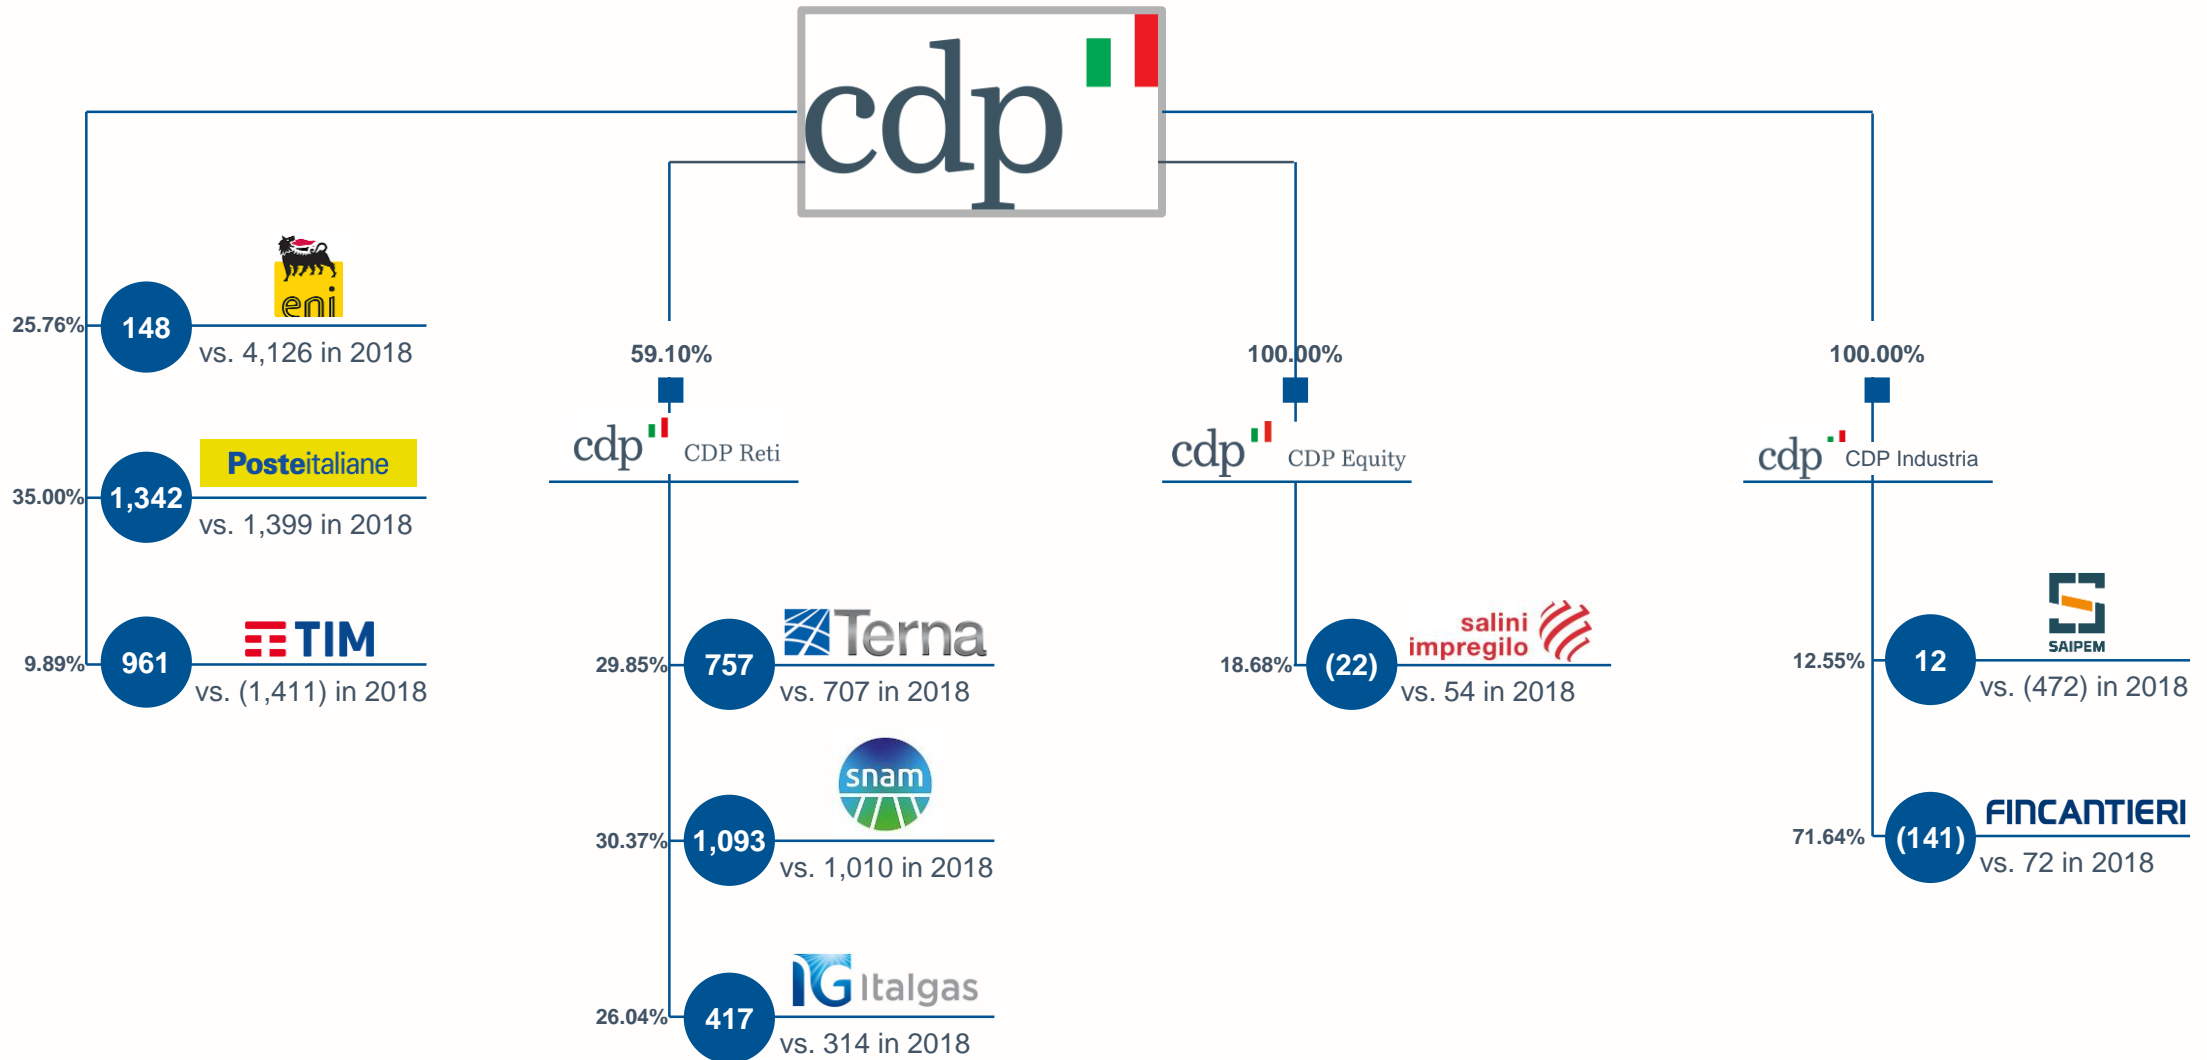 cdp
eni
25.76%
148
vs. 4,126 in 2018
Posteitaliane
35.00%
1,342
vs. 1,399 in 2018
TIM
9.89%
961
vs. (1,411) in 2018
59.10%
cdp CDP Reti
Terna
29.85%
757
vs. 707 in 2018
snam
30.37%
1,093
vs. 1,010 in 2018
IG Italgas
26.04%
417
vs. 314 in 2018
100.00%
cdp CDP Equity
salini
impregilo
18.68%
(22)
vs. 54 in 2018
100.00%
cdp CDP Industria
SAIPEM
12.55%
12
vs. (472) in 2018
FINCANTIERI
71.64%
(141)
vs. 72 in 2018